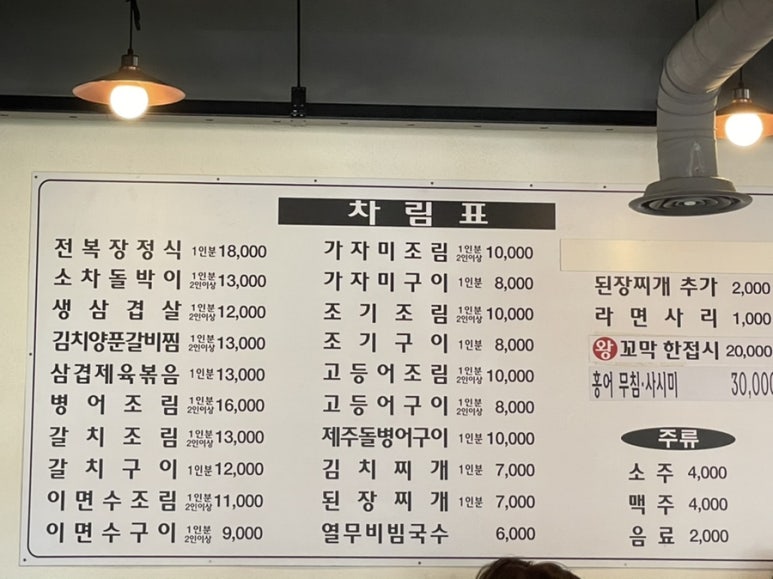 차림표
전복장정식 1인분 18,000
소차돌박이 1인분 2인이상 13,000
생삼겹살 1인분 2인이상 12,000
김치양푼갈비찜 1인분 2인이상 13,000
삼겹제육볶음 1인분 13,000
병어조림 1인분 2인이상 16,000
갈치조림 1인분 2인이상 13,000
갈치구이 1인분 12,000
이면수조림 1인분 2인이상 11,000
이면수구이 1인분 2인이상 9,000
가자미조림 1인분 2인이상 10,000
가자미구이 1인분 8,000
조기조림 1인분 2인이상 10,000
조기구이 1인분 8,000
고등어조림 1인분 2인이상 10,000
고등어구이 1인분 2인이상 8,000
제주돌병어구이 1인분 10,000
김치찌개 1인분 7,000
된장찌개 1인분 7,000
열무비빔국수 6,000
된장찌개 추가 2,000
라면사리 1,000
왕 꼬막 한접시 20,000
홍어 무침·사시미 30,000
주류
소주 4,000
맥주 4,000
음료 2,000